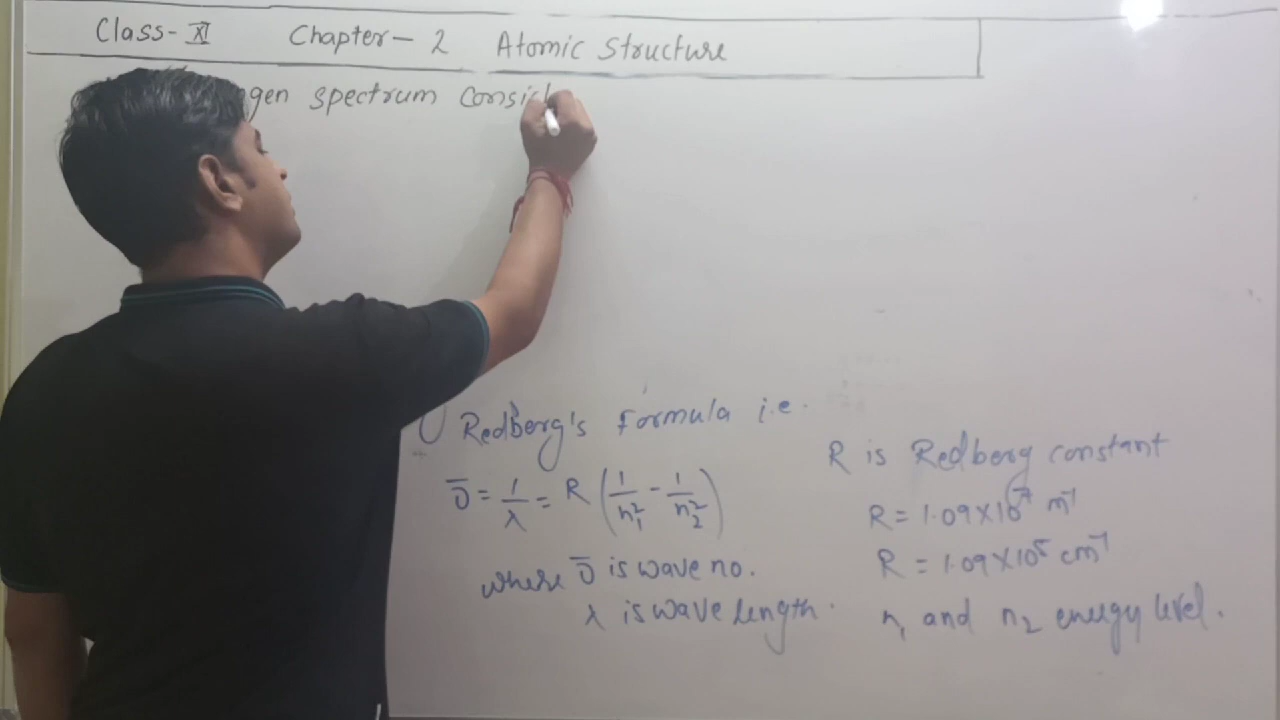 Class- XI Chapter- 2 Atomic Structure
gen spectrum
Redberg's Formula i.e.
ῡ = 1/λ = R (1/n₁² - 1/n₂²)
where ῡ is wave no.
λ is wave length.
R is Redberg constant
R = 1.09×10⁷ m⁻¹
R = 1.09×10⁵ cm⁻¹
n₁ and n₂ energy level.